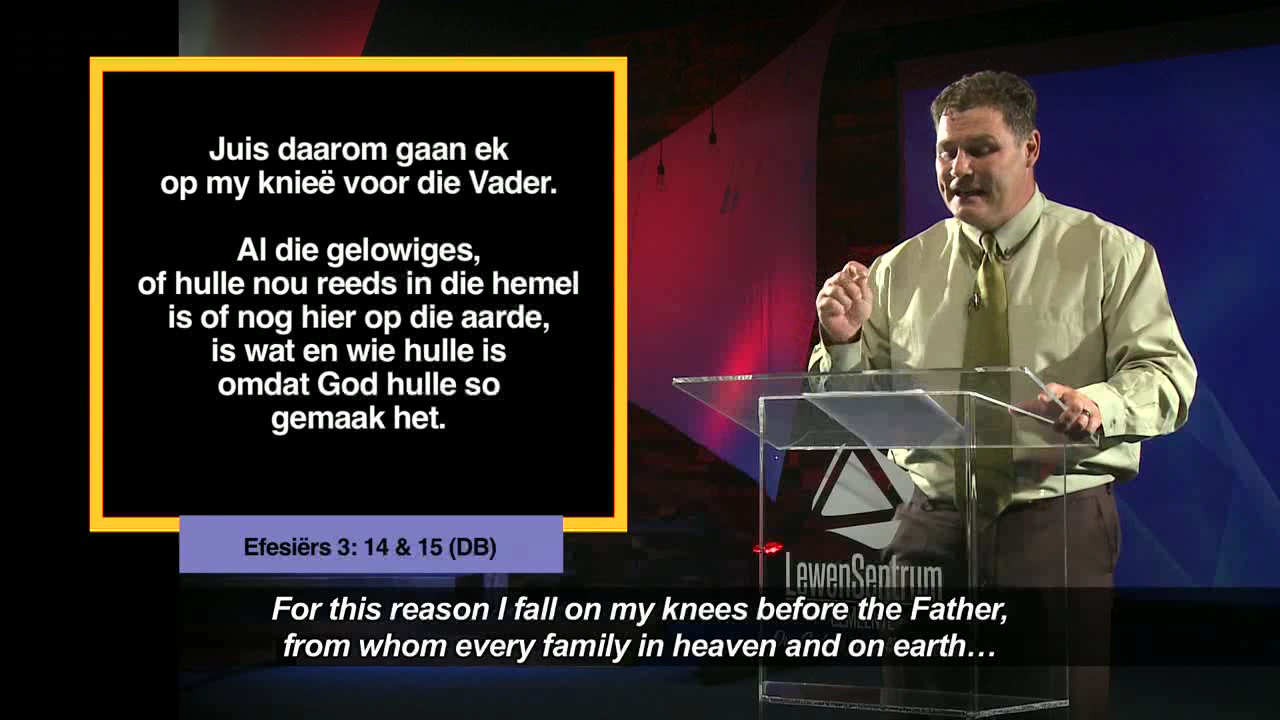 Juis daarom gaan ek
op my knieë voor die Vader.
Al die gelowiges,
of hulle nou reeds in die hemel
is of nog hier op die aarde,
is wat en wie hulle is
omdat God hulle so
gemaak het.
Efesiërs 3: 14 & 15 (DB)
LewenSentrum
GEMEENTE
For this reason I fall on my knees before the Father,
from whom every family in heaven and on earth…